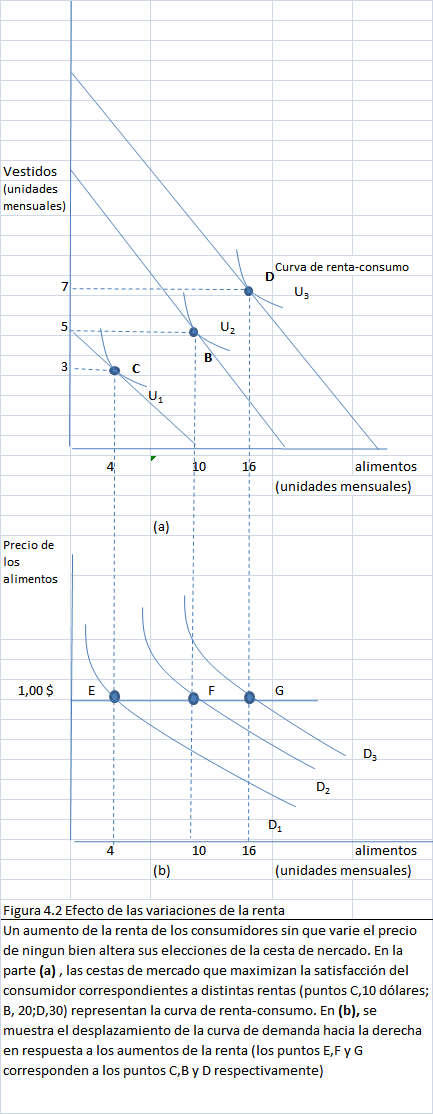 Vestidos
(unidades
mensuales)
7
5
3
D
Curva de renta-consumo
U3
U2
B
C
U1
4 10 16 alimentos
(unidades mensuales)
(a)
Precio de
los
alimentos
1,00 $
E F G
D3
D2
D1
4 10 16 alimentos
(b) (unidades mensuales)
Figura 4.2 Efecto de las variaciones de la renta
Un aumento de la renta de los consumidores sin que varie el precio
de ningun bien altera sus elecciones de la cesta de nercado. En la
parte (a) , las cestas de mercado que maximizan la satisfacción del
consumidor correspondientes a distintas rentas (puntos C,10 dólares;
B, 20;D,30) representan la curva de renta-consumo. En (b), se
muestra el desplazamiento de la curva de demanda hacia la derecha
en respuesta a los aumentos de la renta (los puntos E,F y G
corresponden a los puntos C,B y D respectivamente)